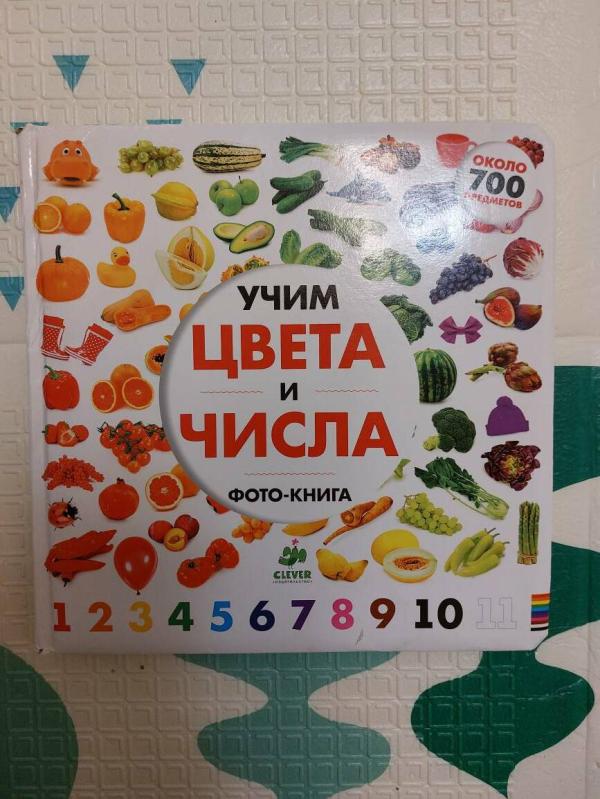 ОКОЛО
700
ПРЕДМЕТОВ
УЧИМ
ЦВЕТА
И
ЧИСЛА
ФОТО-КНИГА
CLEVER
ИЗДАТЕЛЬСТВО
1 2 3 4 5 6 7 8 9 10 11